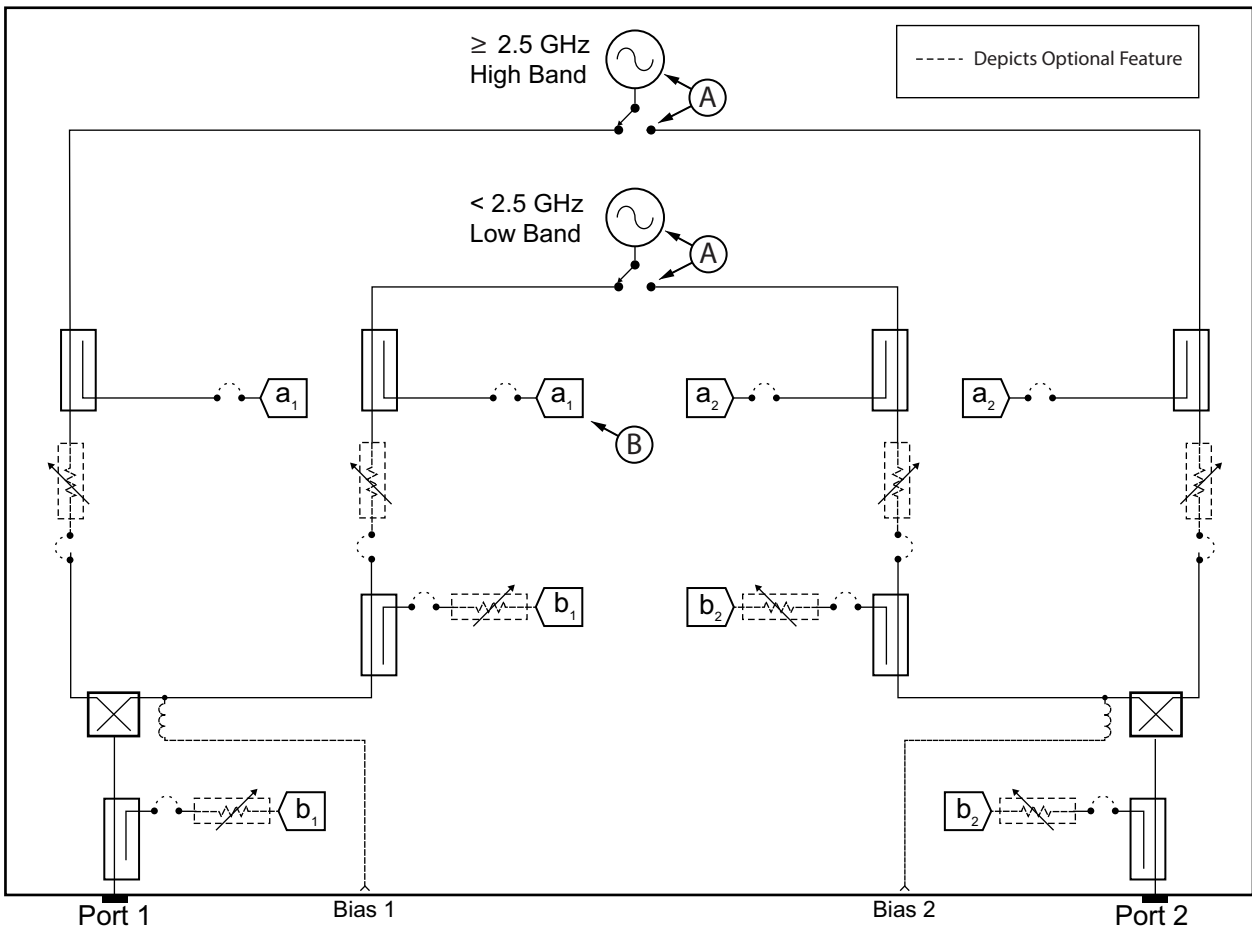 ≥ 2.5 GHz
High Band
A
Depicts Optional Feature
< 2.5 GHz
Low Band
A
a1
a1
a2
a2
B
b1
b2
b1
b2
Port 1
Bias 1
Bias 2
Port 2